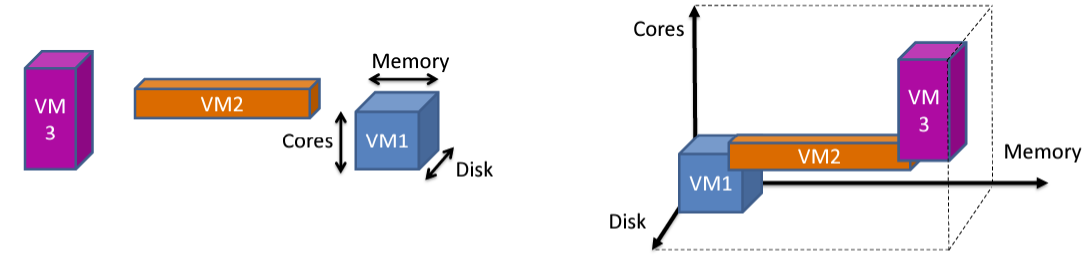 VM
3
VM2
Memory
Cores
VM1
Disk
Cores
VM
3
Memory
VM2
VM1
Disk